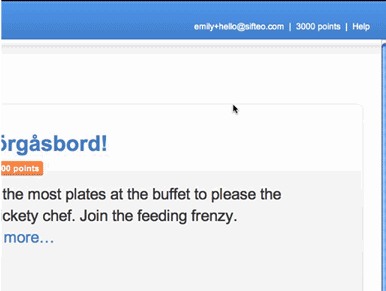 emily+hello@sifteo.com | 3000 points | Help
örgåsbord!
00 points
the most plates at the buffet to please the
ckety chef. Join the feeding frenzy.
more...